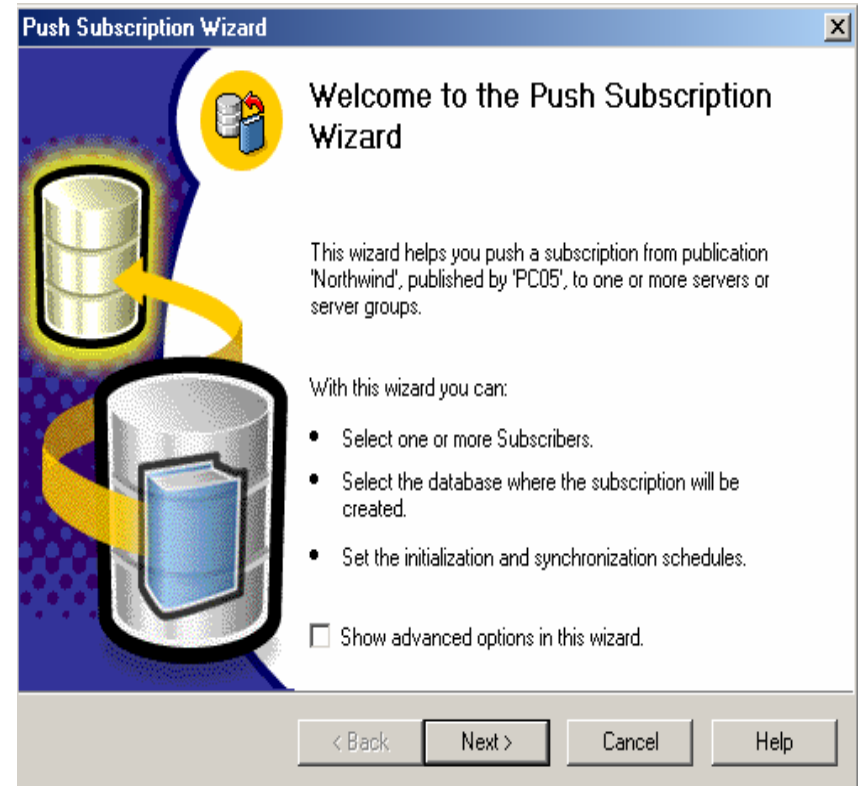 Push Subscription Wizard
Welcome to the Push Subscription
Wizard
This wizard helps you push a subscription from publication
'Northwind', published by 'PC05', to one or more servers or
server groups.
With this wizard you can:
• Select one or more Subscribers.
• Select the database where the subscription will be
created.
• Set the initialization and synchronization schedules.
Show advanced options in this wizard.
< Back Next > Cancel Help